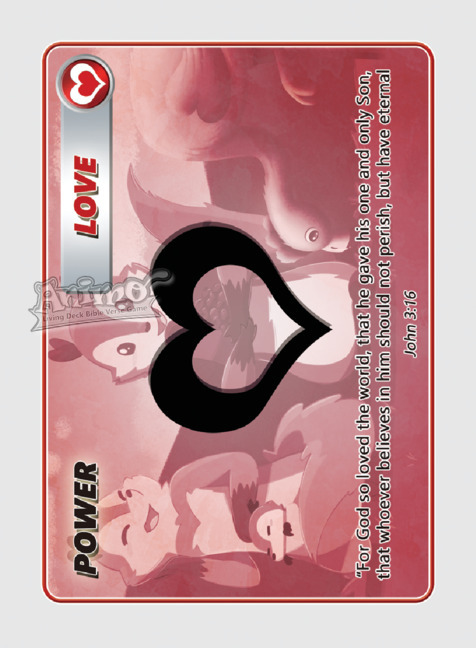 POWER
LOVE
Animos
Living Deck Bible Verse Game
"For God so loved the world, that he gave his one and only Son,
that whoever believes in him should not perish, but have eternal
John 3:16